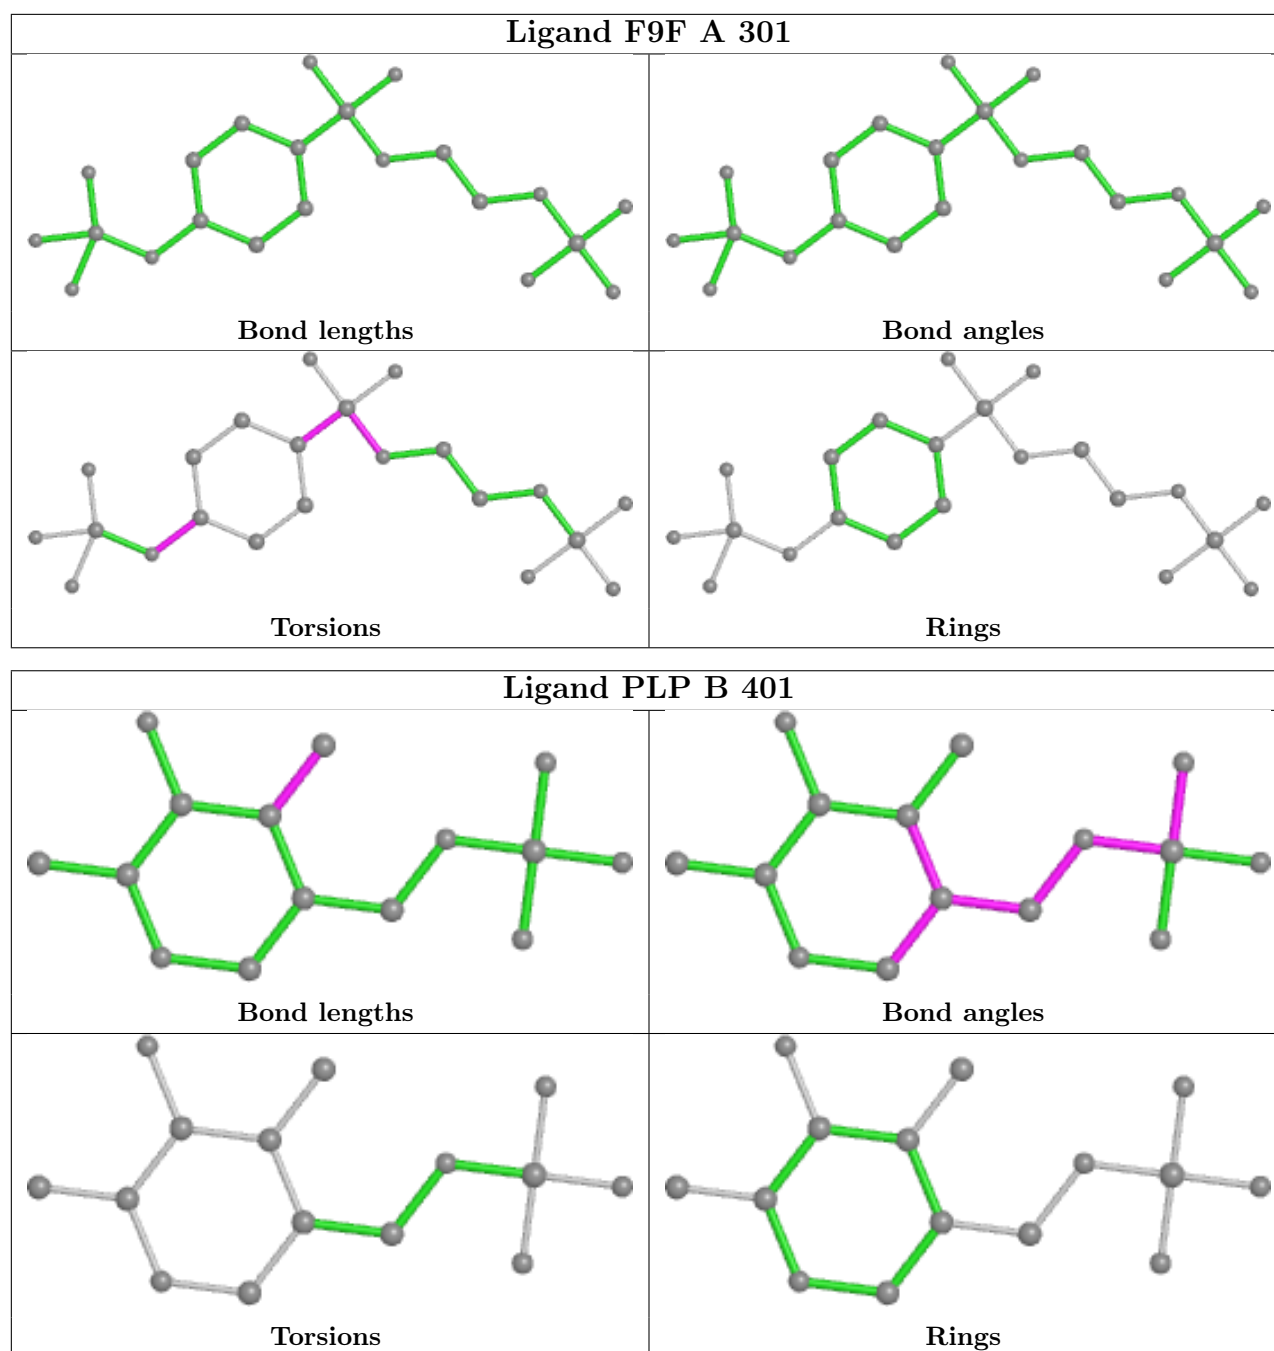 Ligand F9F A 301
Bond lengths
Bond angles
Torsions
Rings
Ligand PLP B 401
Bond lengths
Bond angles
Torsions
Rings